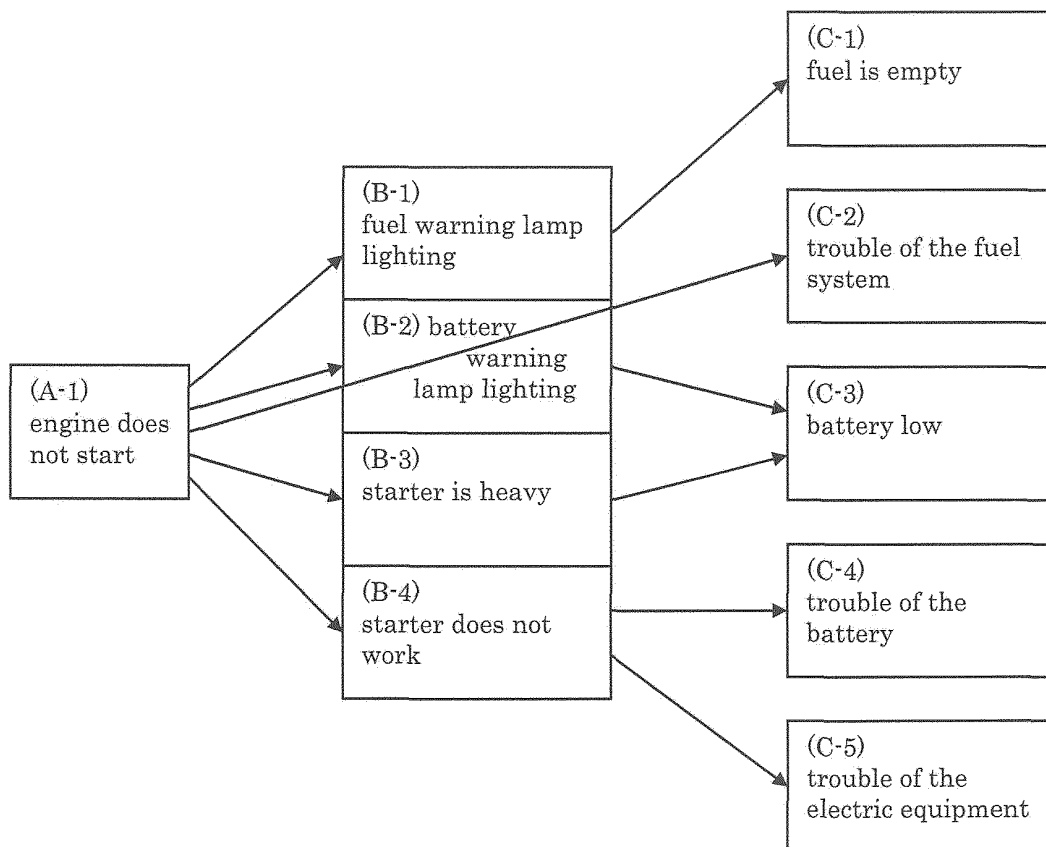 (A-1)
engine does
not start
(B-1)
fuel warning lamp
lighting
(B-2) battery
warning
lamp lighting
(B-3)
starter is heavy
(B-4)
starter does not
work
(C-1)
fuel is empty
(C-2)
trouble of the fuel
system
(C-3)
battery low
(C-4)
trouble of the
battery
(C-5)
trouble of the
electric equipment